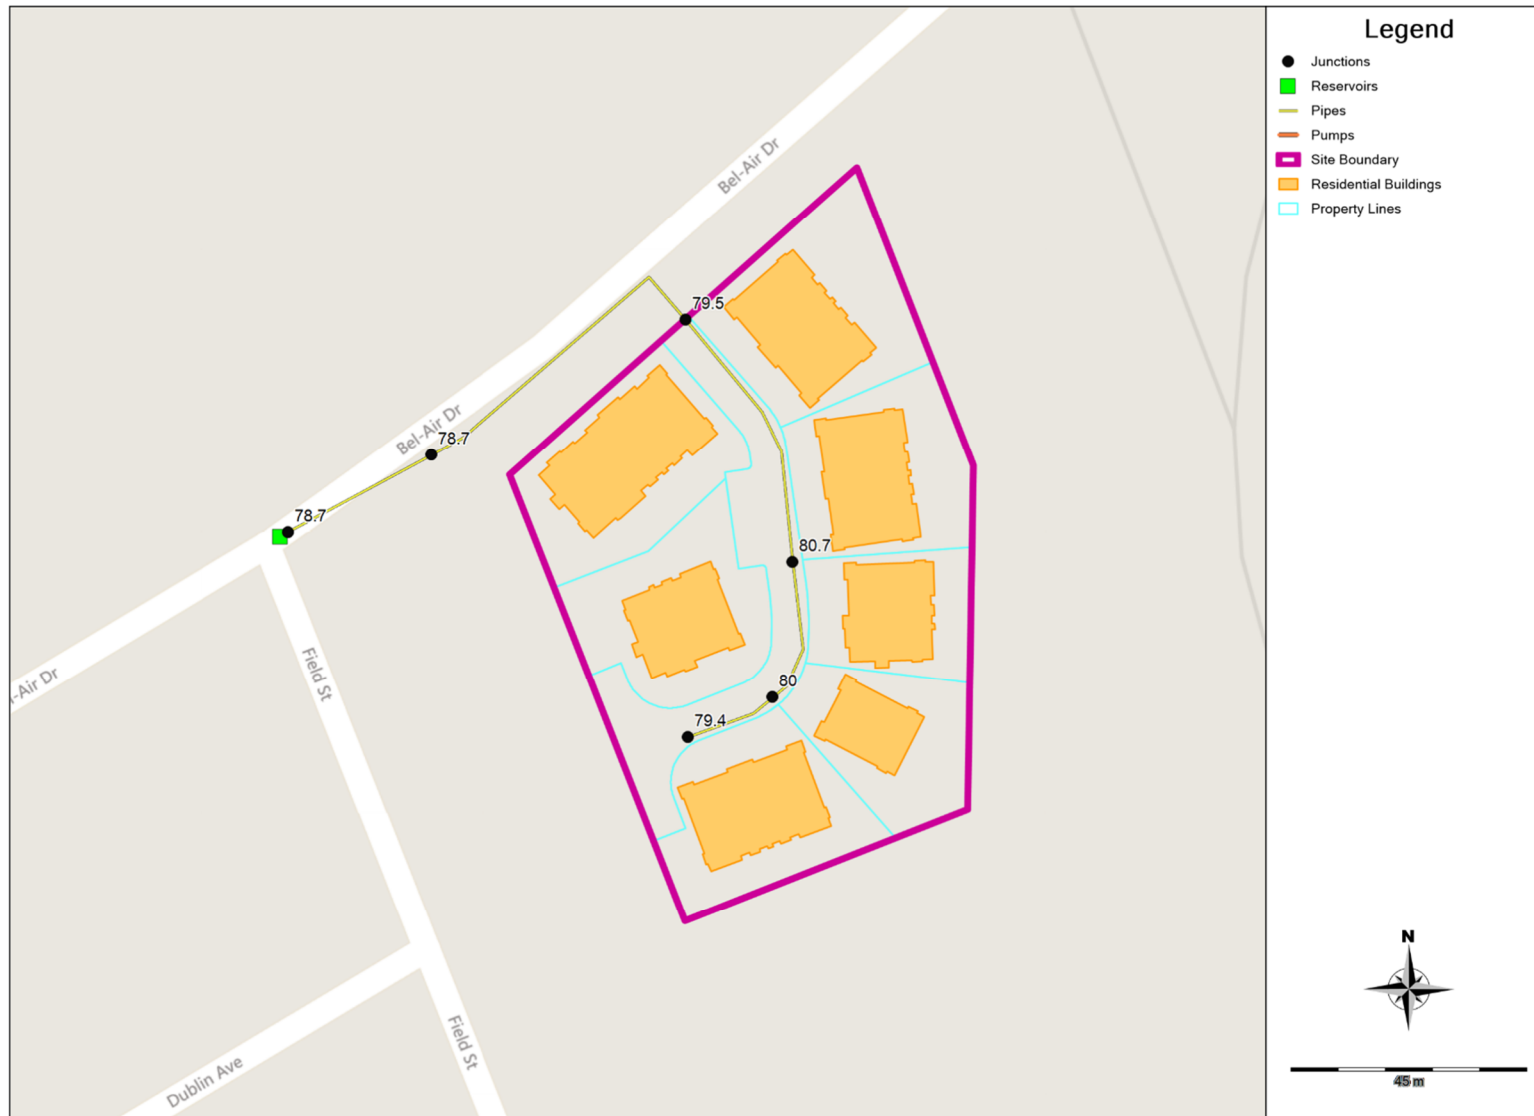 Legend
Junctions
Reservoirs
Pipes
Pumps
Site Boundary
Residential Buildings
Property Lines
Bel-Air Dr
79.5
Bel-Air Dr
78.7
78.7
80.7
-Air Dr
Field St
80
79.4
N
Field St
Dublin Ave
45 m